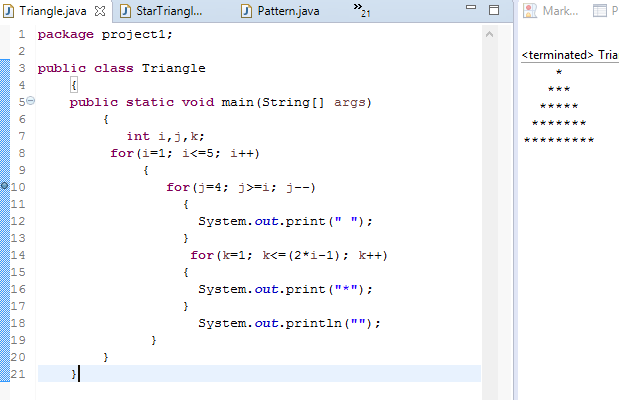 Triangle.java StarTriangl... Pattern.java »21 Mark... P
1 package project1;
2
3 public class Triangle
4 {
5 public static void main(String[] args)
6 {
7 int i,j,k;
8 for(i=1; i<=5; i++)
9 {
10 for(j=4; j>=i; j--)
11 {
12 System.out.print(" ");
13 }
14 for(k=1; k<=(2*i-1); k++)
15 {
16 System.out.print("*");
17 }
18 System.out.println("");
19 }
20 }
21 }
<terminated> Tria
*
***
*****
*******
*********